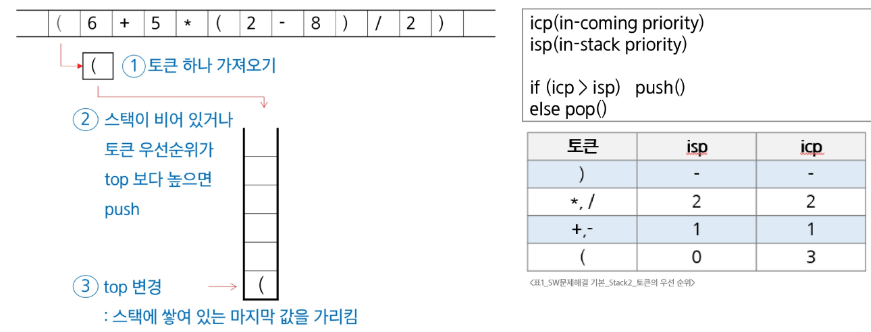 ( 6 + 5 * ( 2 - 8 ) / 2 )
( ① 토큰 하나 가져오기
② 스택이 비어 있거나
토큰 우선순위가
top 보다 높으면
push
③ top 변경 (
: 스택에 쌓여 있는 마지막 값을 가리킴
icp(in-coming priority)
isp(in-stack priority)
if (icp > isp) push()
else pop()
토큰 isp icp
) - -
*, / 2 2
+,- 1 1
( 0 3
<표1_SW문제해결 기본_Stack2_토큰의 우선 순위>